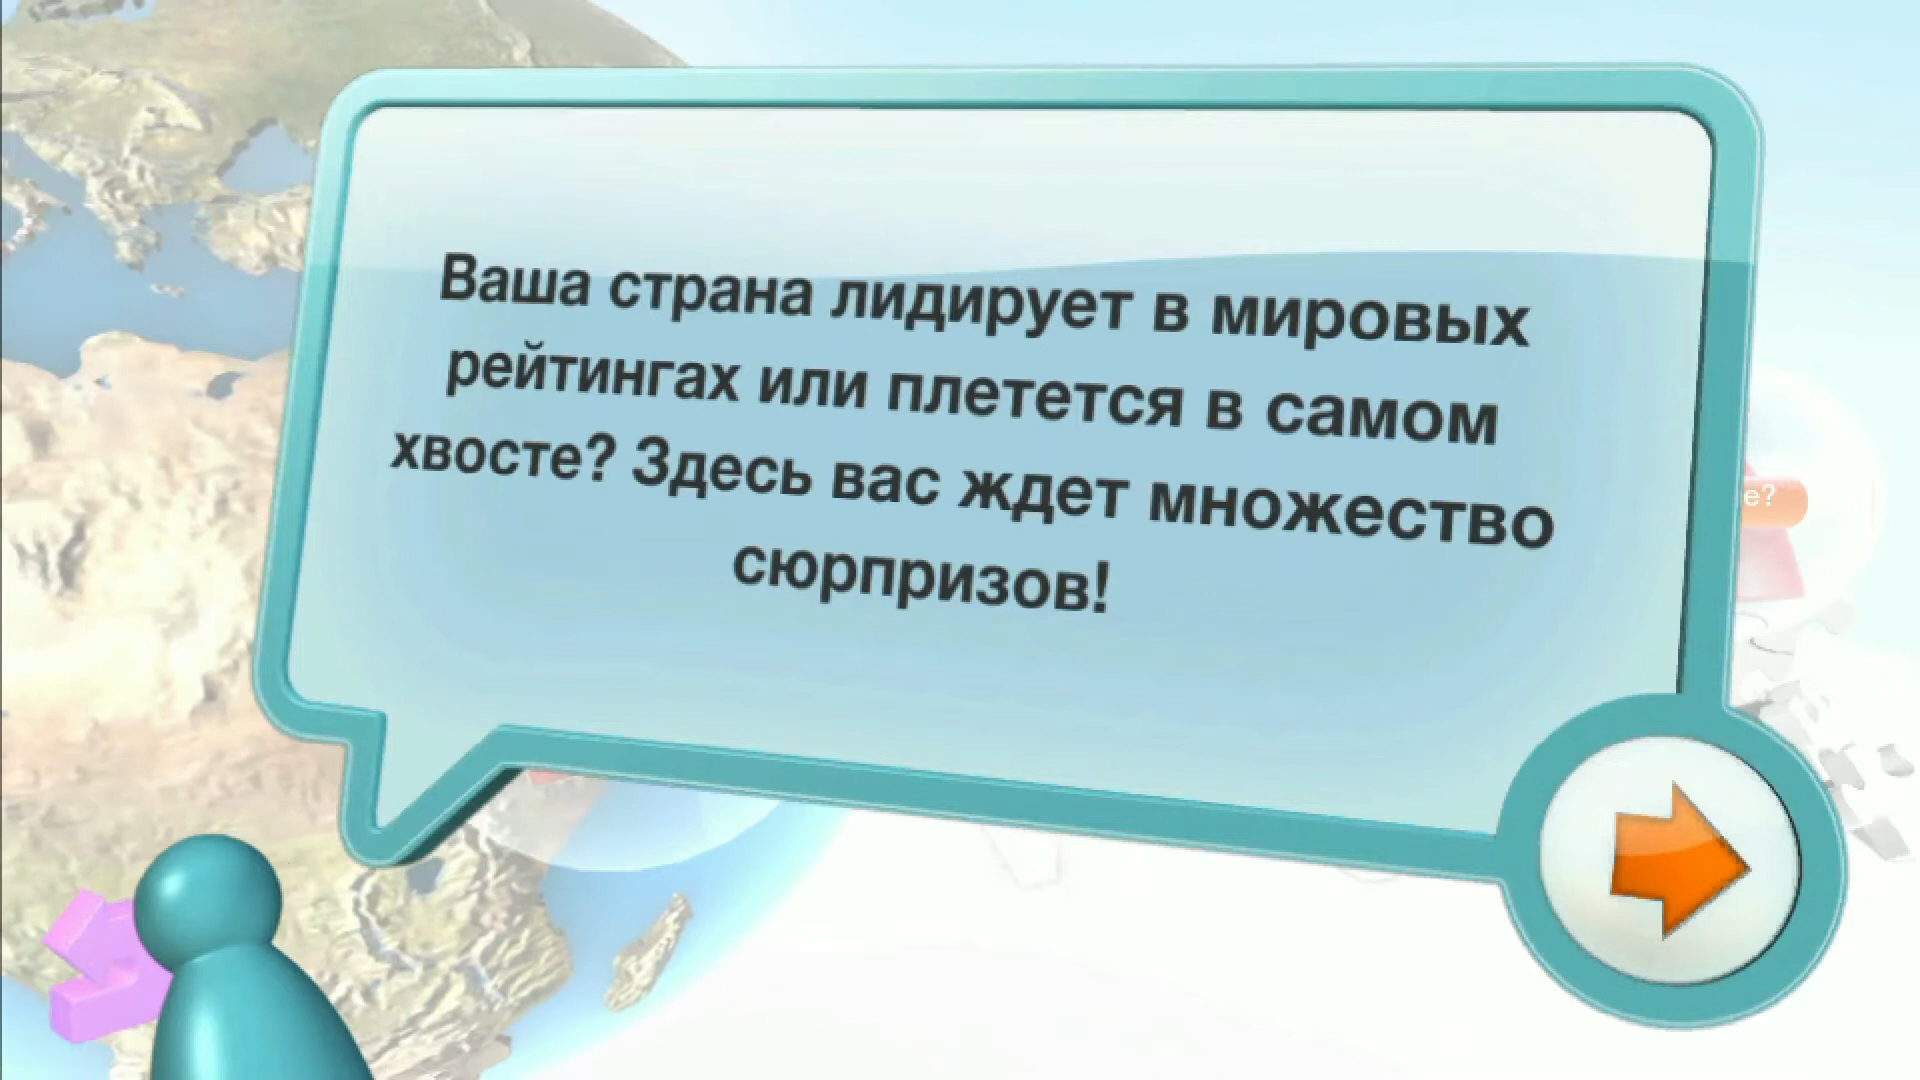 Ваша страна лидирует в мировых
рейтингах или плетется в самом
хвосте? Здесь вас ждет множество
сюрпризов!
е?